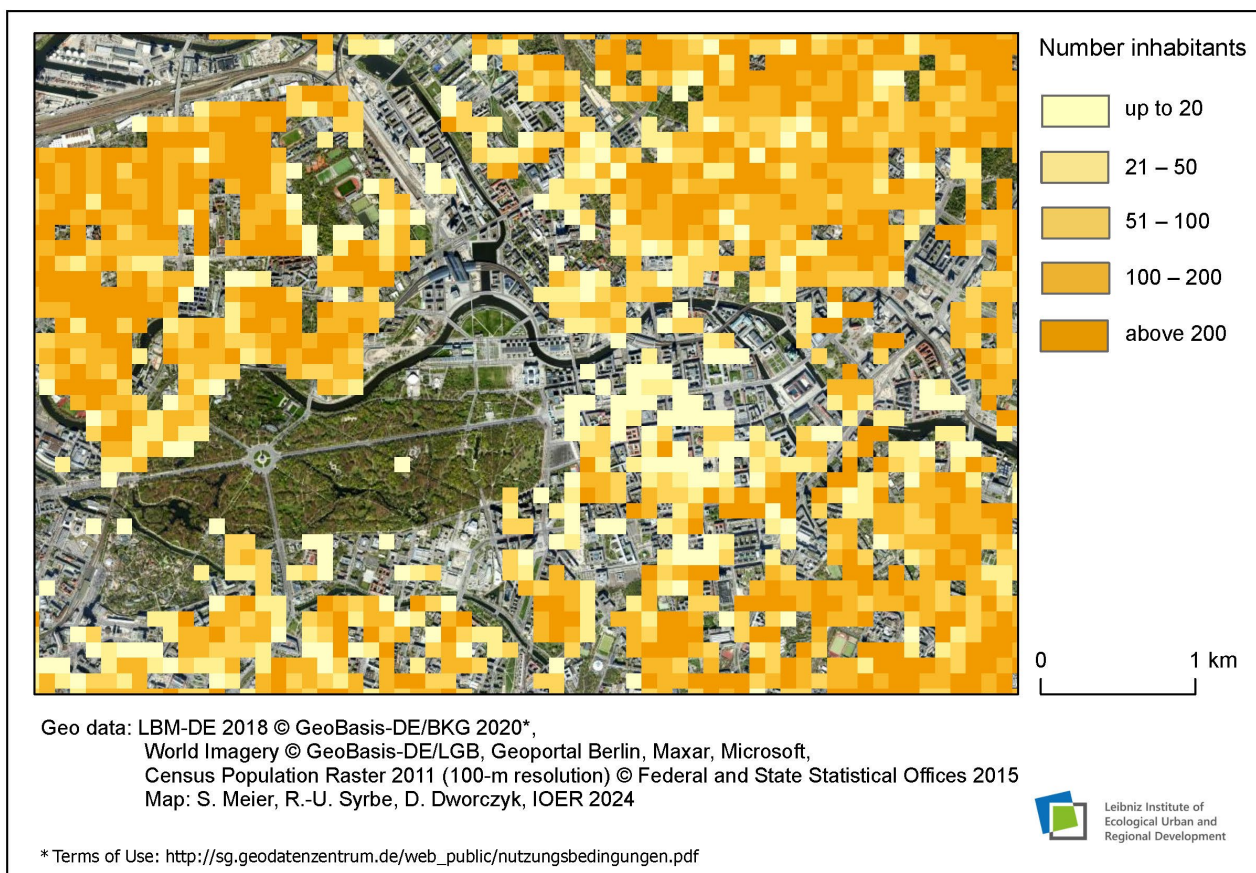 Number inhabitants
up to 20
21 – 50
51 – 100
100 – 200
above 200
0 1 km
Geo data: LBM-DE 2018 © GeoBasis-DE/BKG 2020*,
World Imagery © GeoBasis-DE/LGB, Geoportal Berlin, Maxar, Microsoft,
Census Population Raster 2011 (100-m resolution) © Federal and State Statistical Offices 2015
Map: S. Meier, R.-U. Syrbe, D. Dworczyk, IOER 2024
Leibniz Institute of
Ecological Urban and
Regional Development
* Terms of Use: http://sg.geodatenzentrum.de/web_public/nutzungsbedingungen.pdf